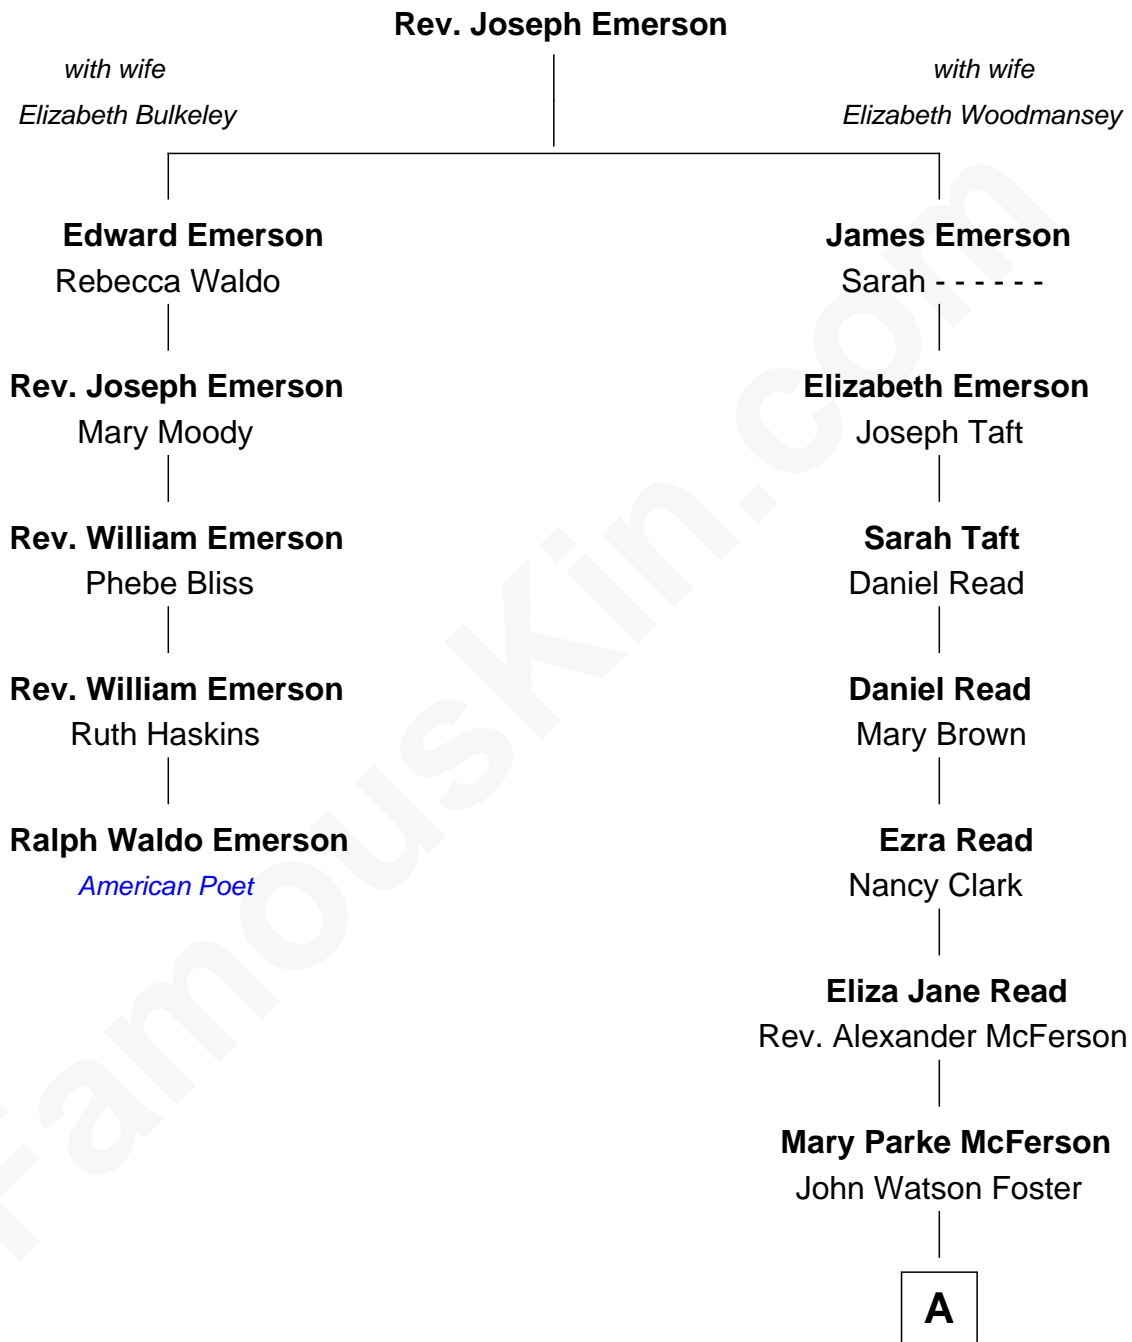 Rev. Joseph Emerson
with wife
Elizabeth Bulkeley
with wife
Elizabeth Woodmansey
Edward Emerson
Rebecca Waldo
Rev. Joseph Emerson
Mary Moody
Rev. William Emerson
Phebe Bliss
Rev. William Emerson
Ruth Haskins
Ralph Waldo Emerson
American Poet
James Emerson
Sarah - - - - - -
Elizabeth Emerson
Joseph Taft
Sarah Taft
Daniel Read
Daniel Read
Mary Brown
Ezra Read
Nancy Clark
Eliza Jane Read
Rev. Alexander McFerson
Mary Parke McFerson
John Watson Foster
A
FamousKin.com